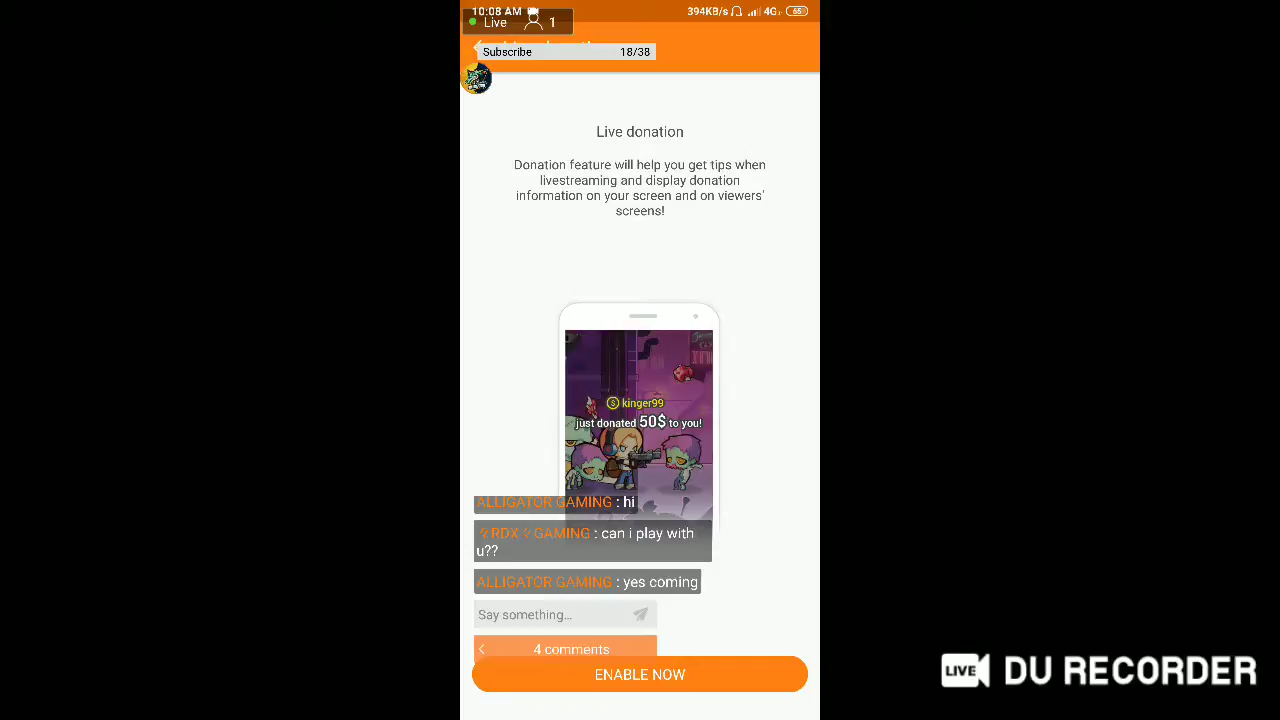 10:08 AM
394KB/s 4G+ 65
Live 1
Subscribe 18/38
Live donation
Donation feature will help you get tips when
livestreaming and display donation
information on your screen and on viewers'
screens!
kinger99
just donated 50$ to you!
ALLIGATOR GAMING : hi
RDX GAMING : can i play with
u??
ALLIGATOR GAMING : yes coming
Say something...
4 comments
ENABLE NOW
LIVE DU RECORDER